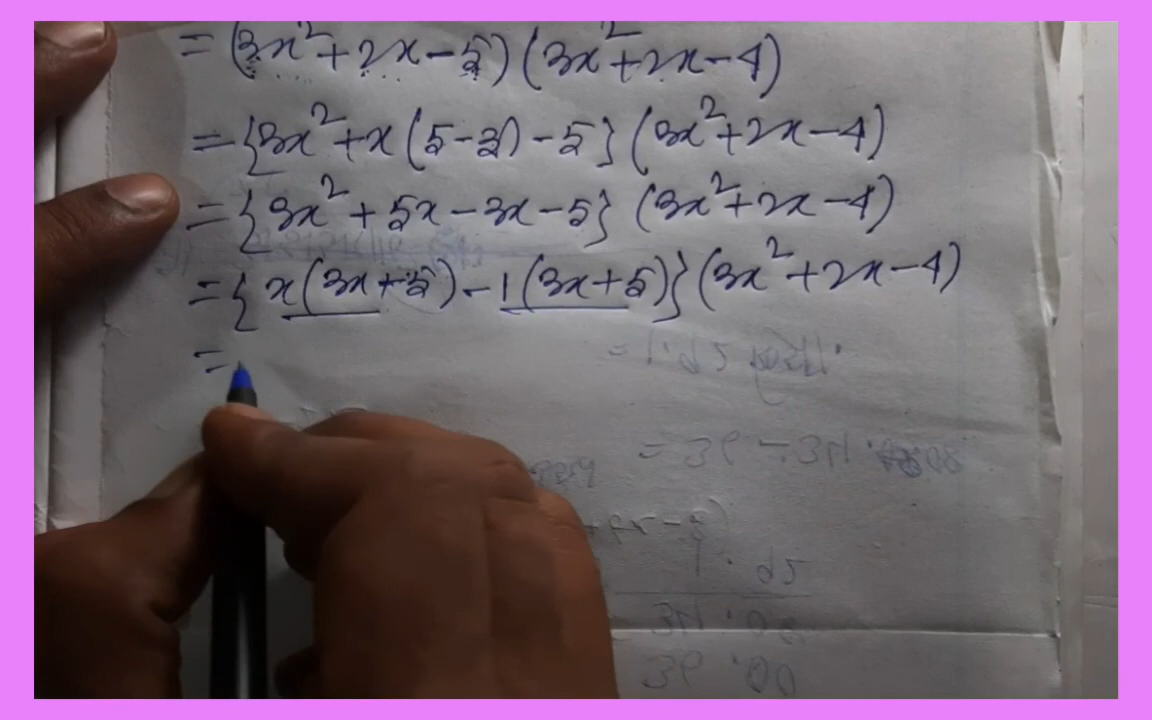 = (3x²+2x-5)(3x²+2x-4)
={3x²+x(5-3)-5}(3x²+2x-4)
={3x²+5x-3x-5}(3x²+2x-4)
={x(3x+5)-1(3x+5)}(3x²+2x-4)
=